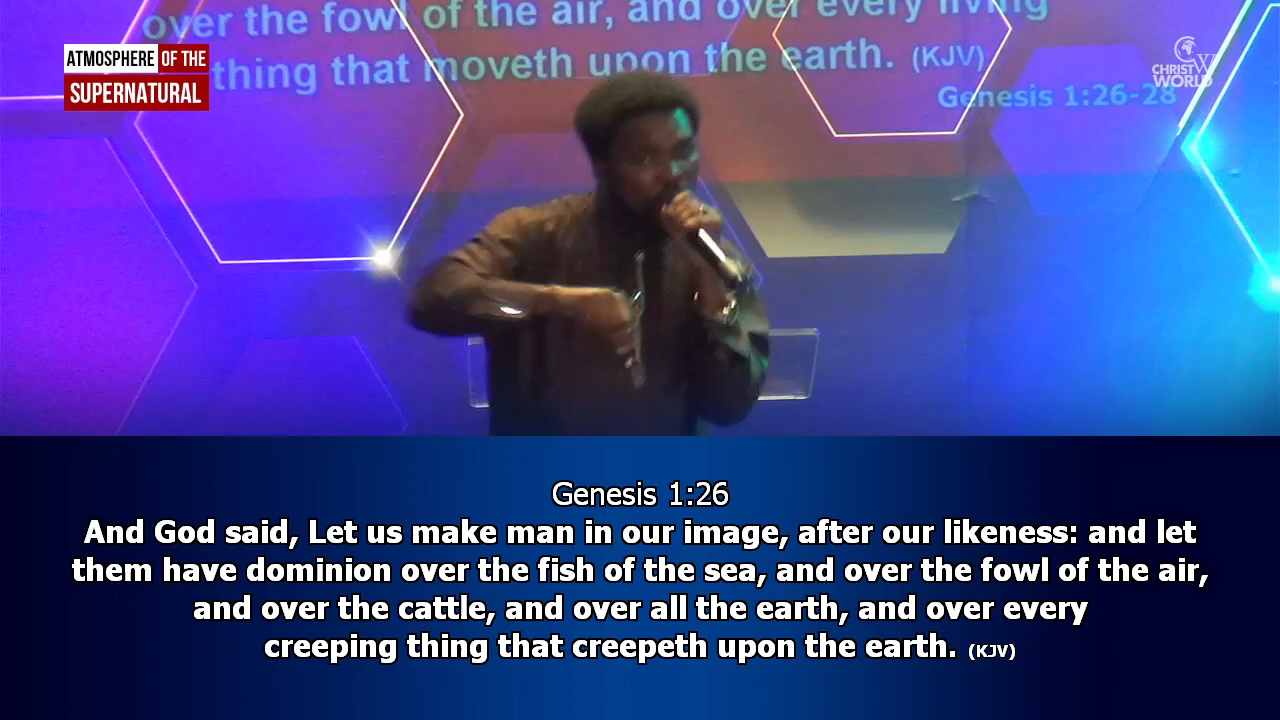 over the fowl of the air, and over every living
thing that moveth upon the earth. (KJV)
Genesis 1:26-28
ATMOSPHERE OF THE
SUPERNATURAL
CHRIST
WORLD
Genesis 1:26
And God said, Let us make man in our image, after our likeness: and let
them have dominion over the fish of the sea, and over the fowl of the air,
and over the cattle, and over all the earth, and over every
creeping thing that creepeth upon the earth. (KJV)